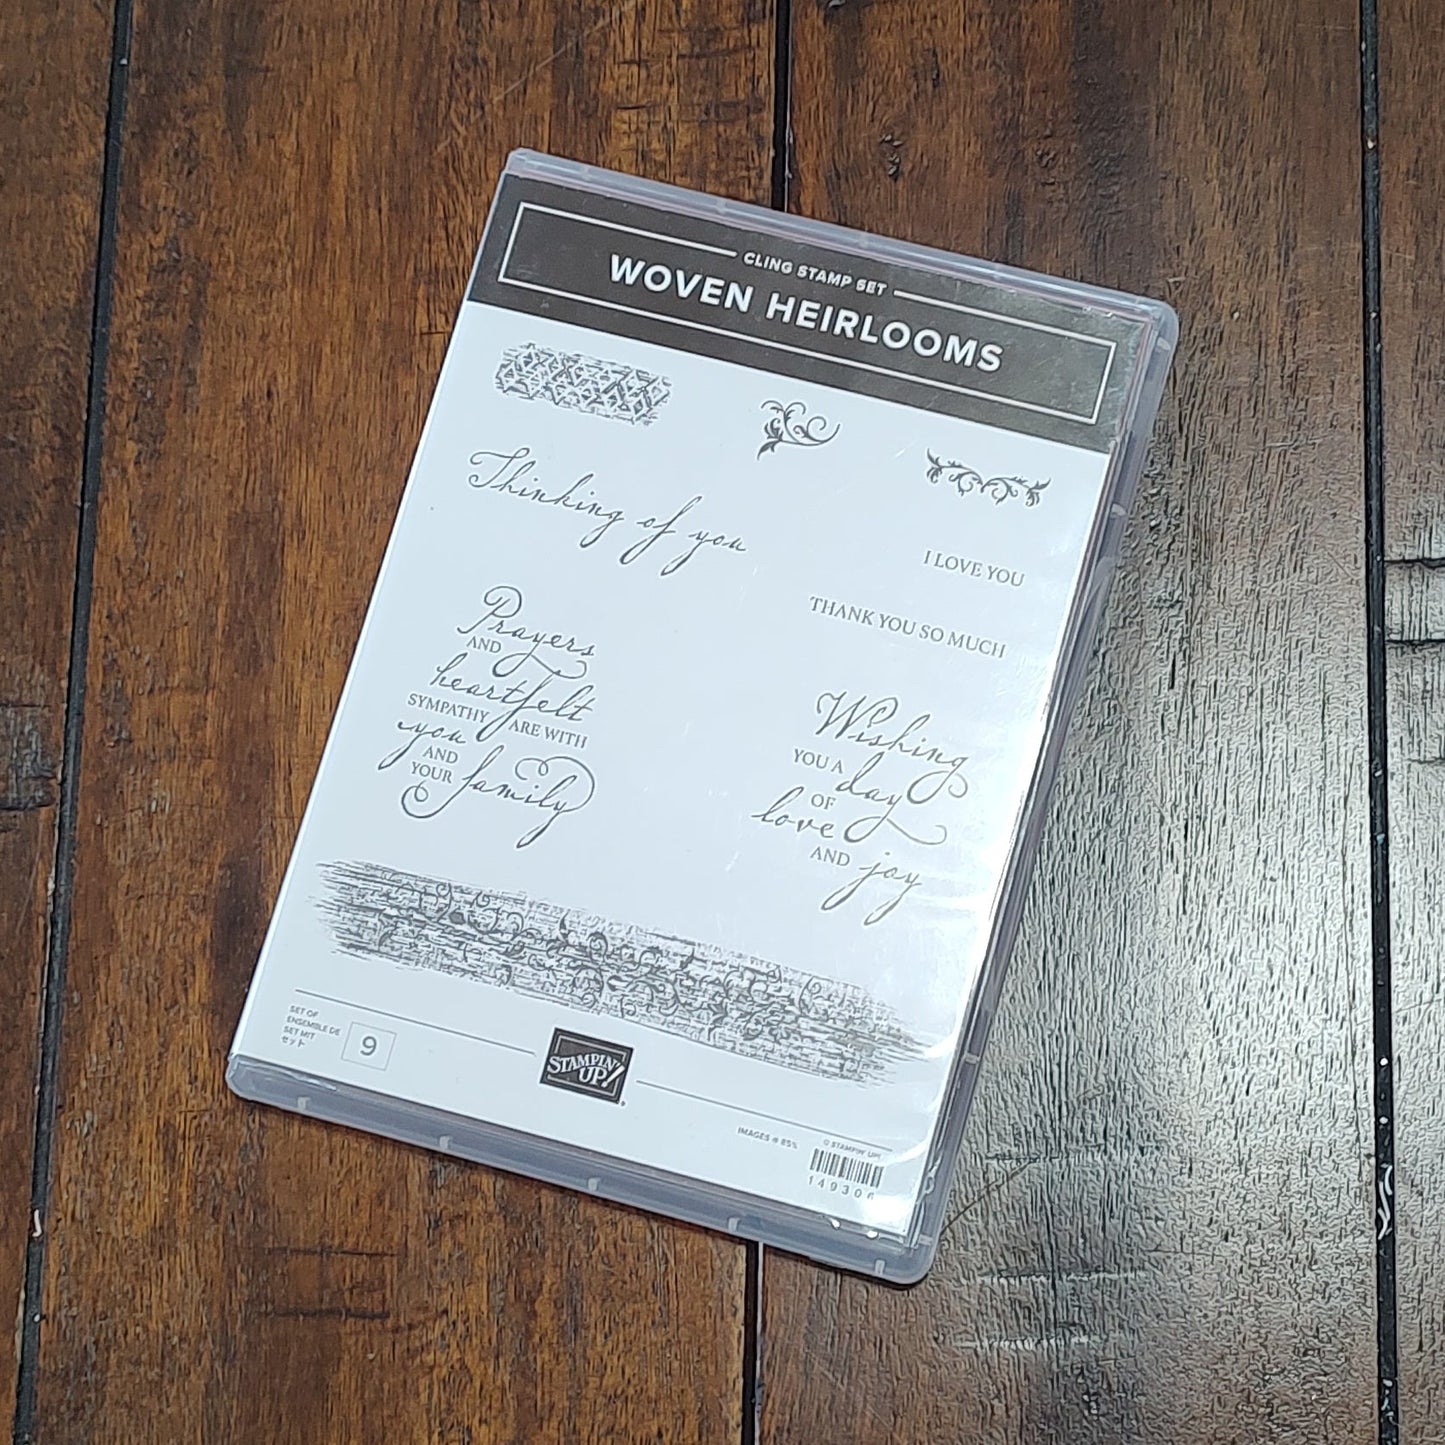 CLING STAMP SET
WOVEN HEIRLOOMS
Thinking of you
I LOVE YOU
THANK YOU SO MUCH
Prayers
AND
heartfelt
SYMPATHY ARE WITH
you
AND
YOUR family
Wishing
YOU A day
OF
love
AND joy
SET OF
ENSEMBLE DE
SET MIT
セット
9
STAMPIN'
UP!
IMAGES @ 85%
© STAMPIN' UP!
149306